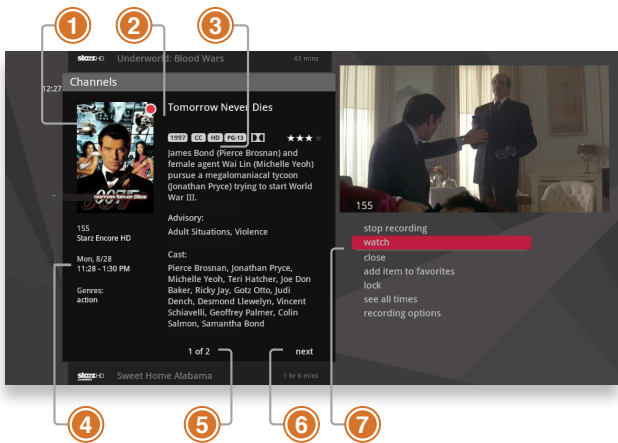 1
2
3
starz HD Underworld: Blood Wars 43 mins
12:27
Channels
Tomorrow Never Dies
1997 CC HD PG-13
James Bond (Pierce Brosnan) and
female agent Wai Lin (Michelle Yeoh)
pursue a megalomaniacal tycoon
(Jonathan Pryce) trying to start World
War III.
007
Tomorrow Never Dies
155
Starz Encore HD
Advisory:
Adult Situations, Violence
Mon, 8/28
11:28 - 1:30 PM
Genres:
action
Cast:
Pierce Brosnan, Jonathan Pryce,
Michelle Yeoh, Teri Hatcher, Joe Don
Baker, Ricky Jay, Gotz Otto, Judi
Dench, Desmond Llewelyn, Vincent
Schiavelli, Geoffrey Palmer, Colin
Salmon, Samantha Bond
1 of 2 next
155
stop recording
watch
close
add item to favorites
lock
see all times
recording options
starz HD Sweet Home Alabama 1 hr 6 mins
4
5
6
7